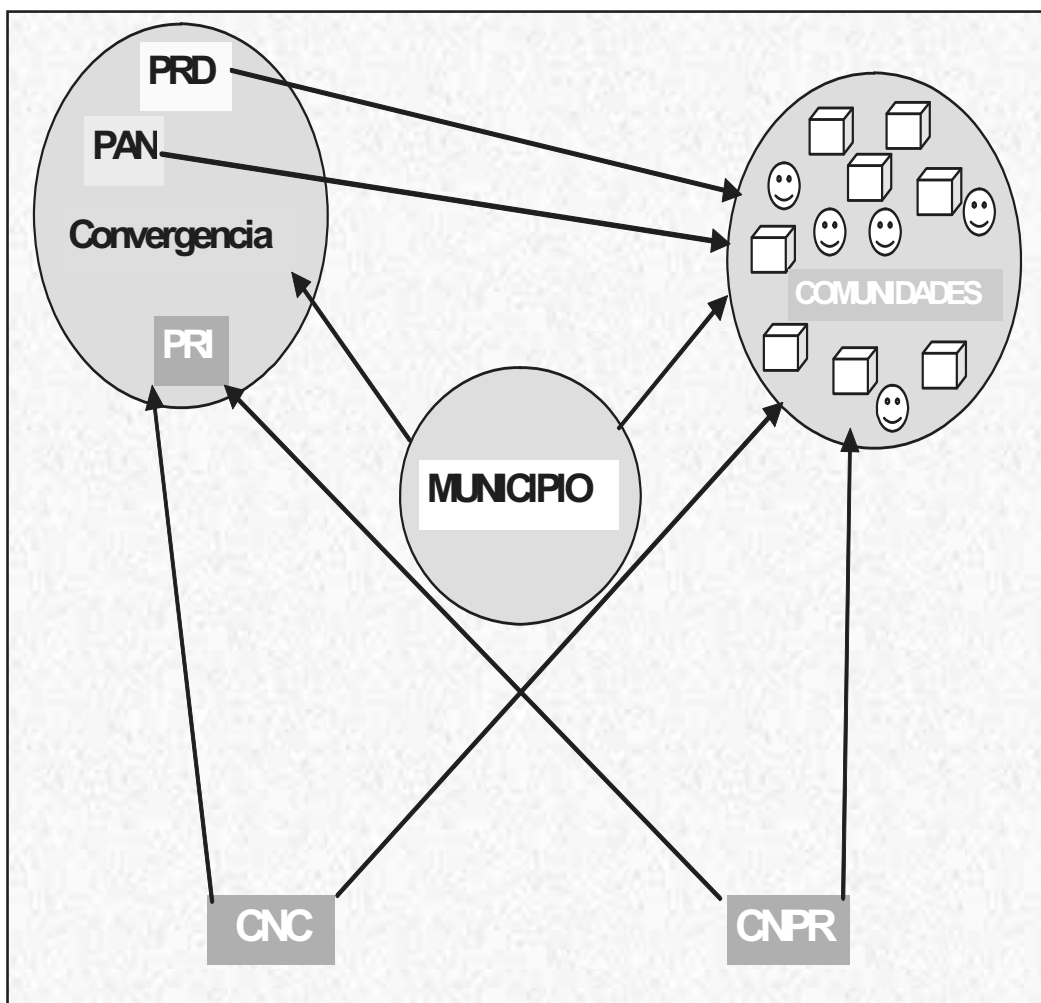 PRD
PAN
Convergencia
PRI
COMUNIDADES
MUNICIPIO
CNC
CNPR